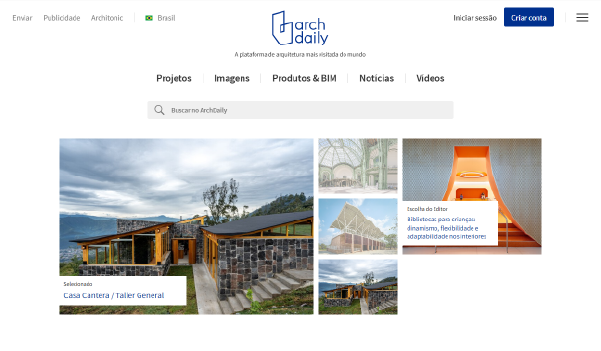 Enviar Publicidade Architonic Brasil
Iniciar sessão Criar conta
arch
daily
A plataforma de arquitetura mais visitada do mundo
Projetos Imagens Produtos & BIM Notícias Vídeos
Buscar no ArchDaily
Selecionado
Casa Cantera / Taller General
Escolha do Editor
Bibliotecas para crianças:
dinamismo, flexibilidade e
adaptabilidade nos interiores